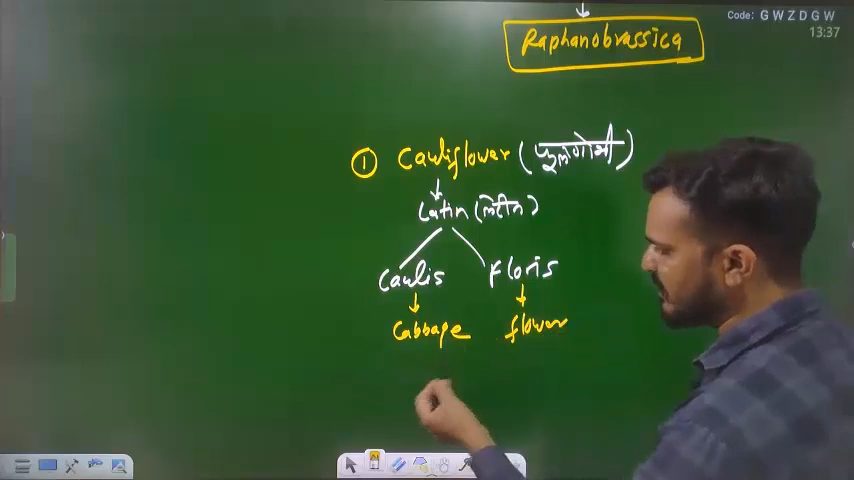 Code: GWZDGW
13:37
Raphanobrassica
① Cauliflower (फूलगोभी)
Latin (लैटिन)
Caulis Floris
Cabbage flower